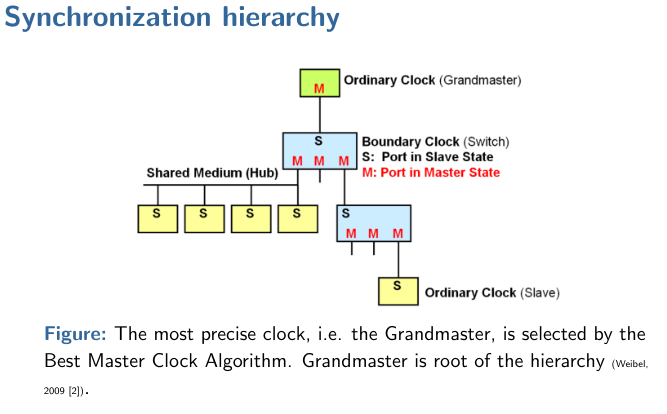 Synchronization hierarchy
M
Ordinary Clock (Grandmaster)
S
M M M
Boundary Clock (Switch)
S: Port in Slave State
M: Port in Master State
Shared Medium (Hub)
S S S S
S
M M M
S
Ordinary Clock (Slave)
Figure: The most precise clock, i.e. the Grandmaster, is selected by the
Best Master Clock Algorithm. Grandmaster is root of the hierarchy (Weibel,
2009 [2]).